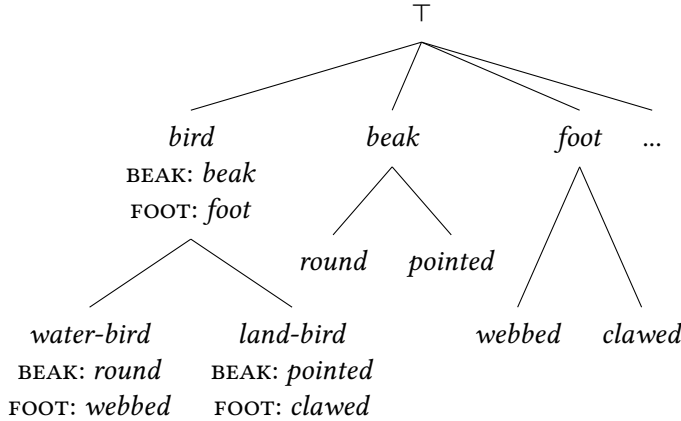 ⊤
bird beak foot ...
BEAK: beak
FOOT: foot
round pointed
water-bird land-bird webbed clawed
BEAK: round BEAK: pointed
FOOT: webbed FOOT: clawed